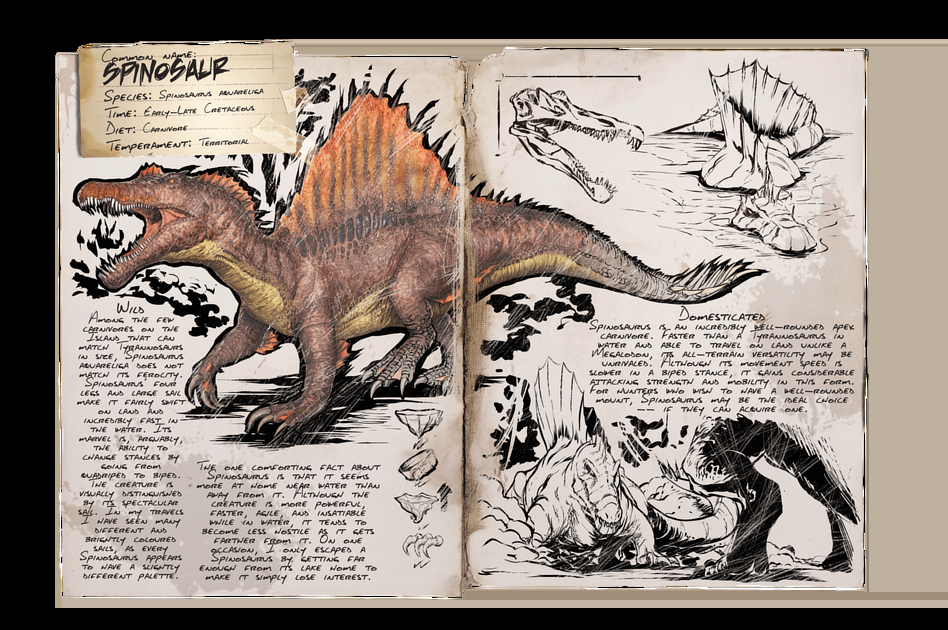 Common name:
SPINOSAUR
Species: Spinosaurus aquareliga
Time: Early-Late Cretaceous
Diet: Carnivore
Temperament: Territorial
Wild
Among the few
carnivores on the
Island that can
match Tyrannosaurs
in size, Spinosaurus
aquareliga does not
match its ferocity.
Spinosaurus four
legs and large sail
make it fairly swift
on land and
incredibly fast in
the water. Its
marvel is, arguably,
the ability to
change stances by
going from
quadriped to biped.
The creature is
visually distinguished
by its spectacular
sail. In my travels
I have seen many
different and
brightly coloured
sails, as every
Spinosaurus appears
to have a slightly
different palette.
The one comforting fact about
Spinosaurus is that it seems
more at home near water than
away from it. Although the
creature is more powerful,
faster, agile, and insatiable
while in water, it tends to
become less hostile as it gets
farther from it. On one
occasion, I only escaped a
Spinosaurus by getting far
enough from its lake home to
make it simply lose interest.
Domesticated
Spinosaurus is an incredibly well-rounded apex
carnivore. Faster than a Tyrannosaurus in
water and able to travel on land unlike a
Megalodon, its all-terrain versatility may be
unrivaled. Although its movement speed is
slower in a biped stance, it gains considerable
attacking strength and mobility in this form.
For hunters who wish to have a well-rounded
mount, Spinosaurus may be the ideal choice
-- if they can acquire one.